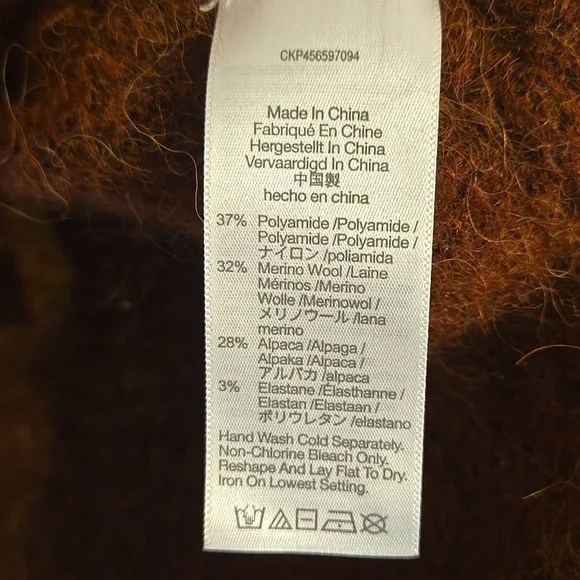 CKP456597094
Made In China
Fabriqué En Chine
Hergestellt In China
Vervaardigd In China
中国製
hecho en china
37% Polyamide /Polyamide /
Polyamide /Polyamide /
ナイロン /poliamida
32% Merino Wool /Laine
Mérinos /Merino
Wolle /Merinowol /
メリノウール /lana
merino
28% Alpaca /Alpaga /
Alpaka /Alpaca /
アルパカ /alpaca
3% Elastane /Élasthanne /
Elastan /Elastaan /
ポリウレタン /elastano
Hand Wash Cold Separately.
Non-Chlorine Bleach Only.
Reshape And Lay Flat To Dry.
Iron On Lowest Setting.